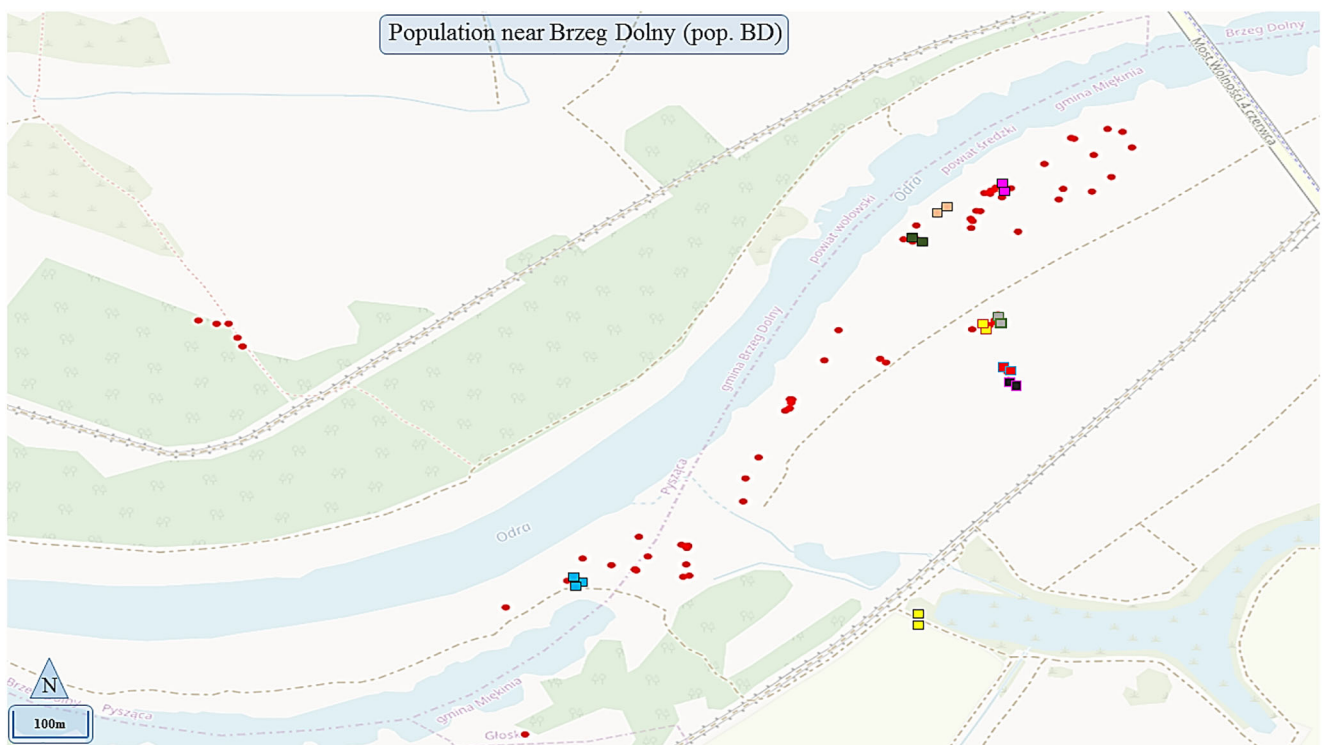 Population near Brzeg Dolny (pop. BD)
Brzeg Dolny
Most Wolności 4 czerwca
gmina Miękinia
powiat średzki
Odra
powiat wołowski
gmina Brzeg Dolny
Pysząca
Odra
N
100m
Pysząca
gmina Miękinia
Głosk